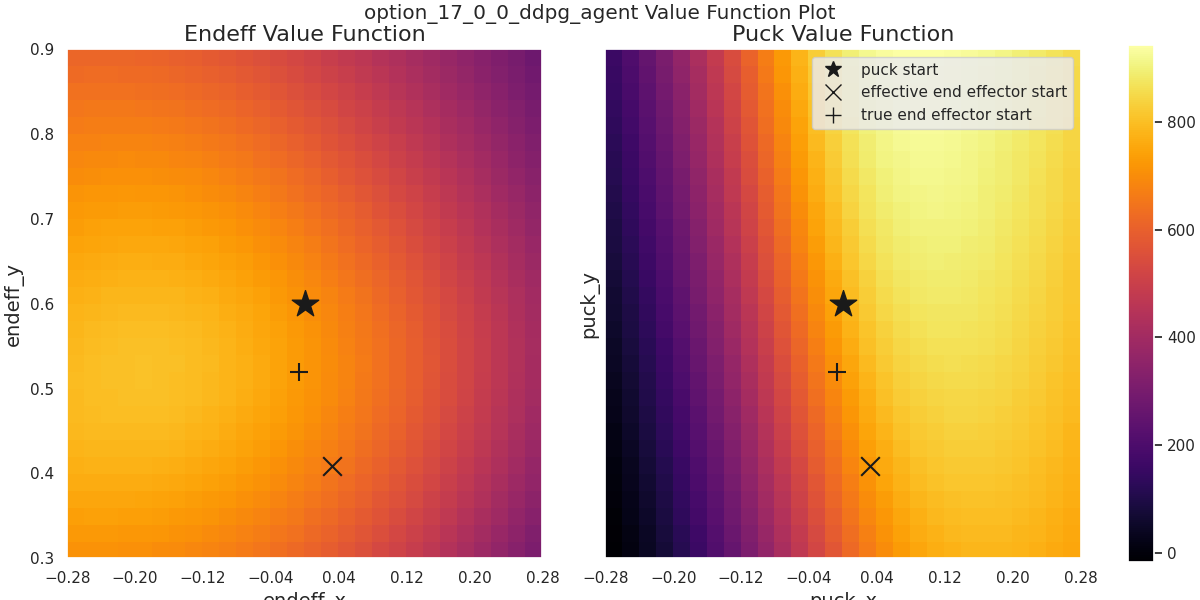 option_17_0_0_ddpg_agent Value Function Plot
Endeff Value Function
Puck Value Function
puck start
effective end effector start
true end effector start
endeff_y
0.9
0.8
0.7
0.6
0.5
0.4
0.3
−0.28 −0.20 −0.12 −0.04 0.04 0.12 0.20 0.28
endeff_x
puck_y
−0.28 −0.20 −0.12 −0.04 0.04 0.12 0.20 0.28
puck_x
800
600
400
200
0